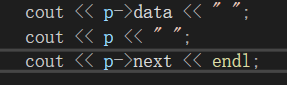 cout << p->data << " ";
cout << p << " ";
cout << p->next << endl;